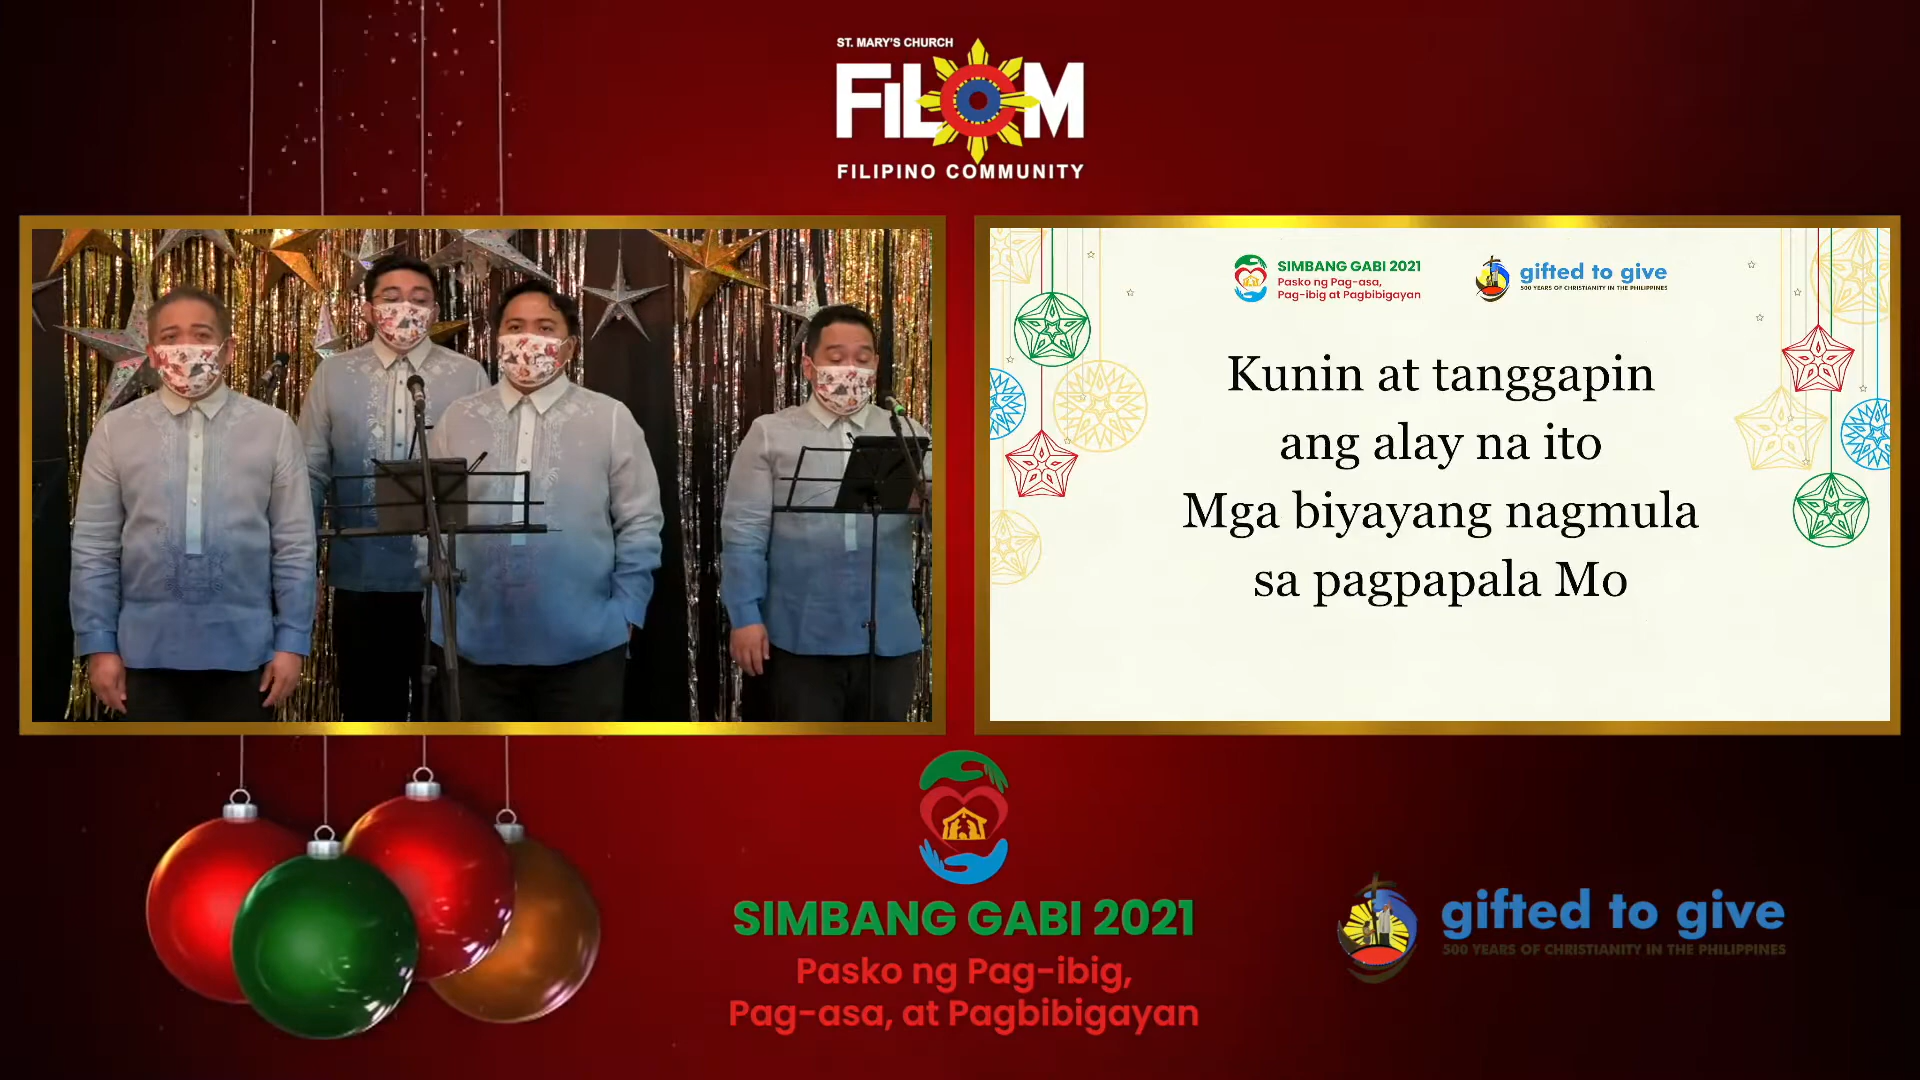 ST. MARY'S CHURCH
FiLCOM
FILIPINO COMMUNITY
SIMBANG GABI 2021
Pasko ng Pag-asa,
Pag-ibig at Pagbibigayan
gifted to give
500 YEARS OF CHRISTIANITY IN THE PHILIPPINES
Kunin at tanggapin
ang alay na ito
Mga biyayang nagmula
sa pagpapala Mo
SIMBANG GABI 2021
Pasko ng Pag-ibig,
Pag-asa, at Pagbibigayan
gifted to give
500 YEARS OF CHRISTIANITY IN THE PHILIPPINES